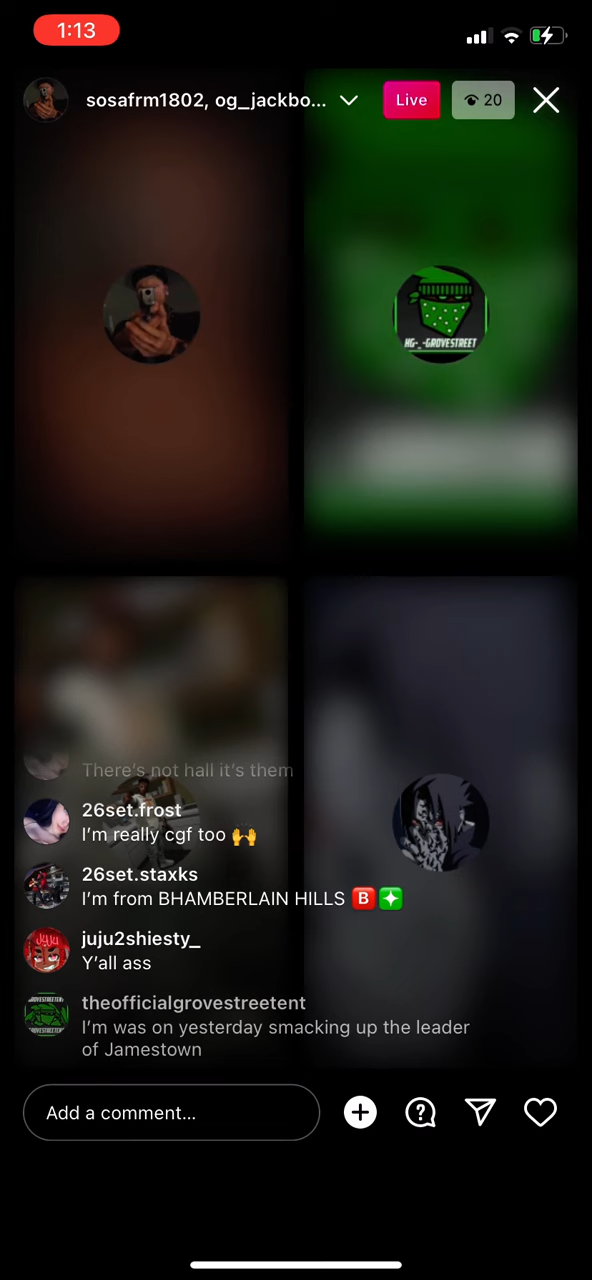 1:13
sosafrm1802, og_jackbo...
Live
20
HG-_-GROVESTREET
There's not hall it's them
26set.frost
I'm really cgf too 🙌
26set.staxks
I'm from BHAMBERLAIN HILLS 🅱️❇️
juju2shiesty_
Y'all ass
theofficialgrovestreetent
I'm was on yesterday smacking up the leader
of Jamestown
Add a comment...